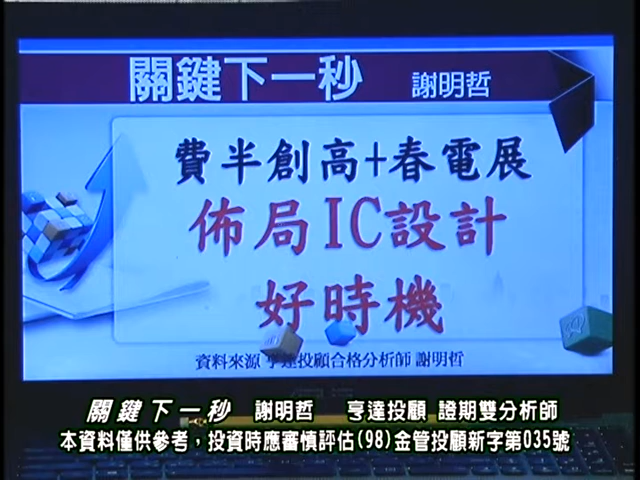 關鍵下一秒 謝明哲
費半創高+春電展
佈局IC設計
好時機
資料來源 亨達投顧合格分析師 謝明哲
關鍵下一秒 謝明哲 亨達投顧 證期雙分析師
本資料僅供參考，投資時應審慎評估(98)金管投顧新字第035號